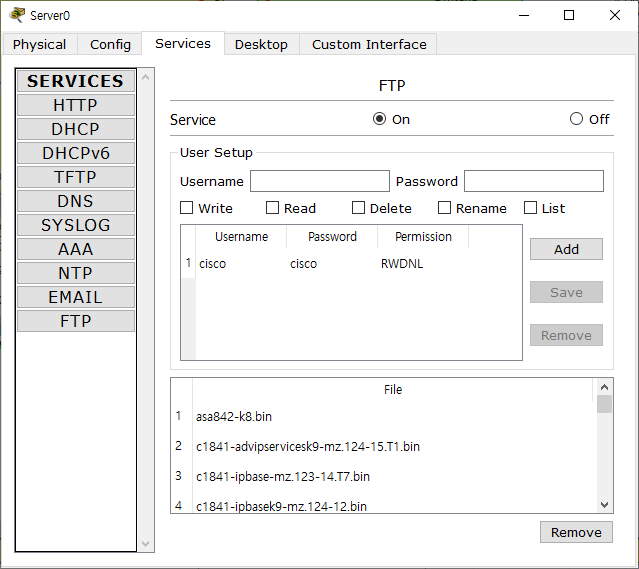 Server0
Physical Config Services Desktop Custom Interface
SERVICES
HTTP
DHCP
DHCPv6
TFTP
DNS
SYSLOG
AAA
NTP
EMAIL
FTP
FTP
Service On Off
User Setup
Username Password
Write Read Delete Rename List
Username Password Permission
1 cisco cisco RWDNL
Add
Save
Remove
File
1 asa842-k8.bin
2 c1841-advipservicesk9-mz.124-15.T1.bin
3 c1841-ipbase-mz.123-14.T7.bin
4 c1841-ipbasek9-mz.124-12.bin
Remove